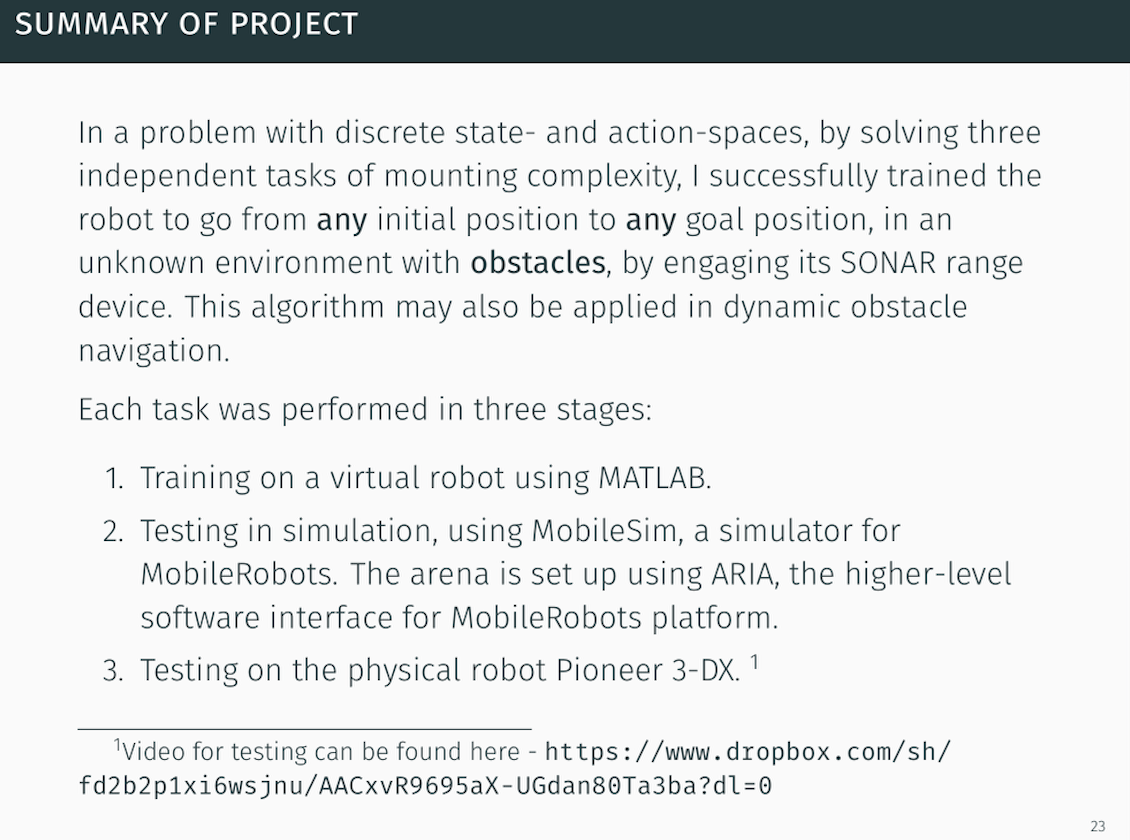 SUMMARY OF PROJECT
In a problem with discrete state- and action-spaces, by solving three
independent tasks of mounting complexity, I successfully trained the
robot to go from any initial position to any goal position, in an
unknown environment with obstacles, by engaging its SONAR range
device. This algorithm may also be applied in dynamic obstacle
navigation.
Each task was performed in three stages:
1. Training on a virtual robot using MATLAB.
2. Testing in simulation, using MobileSim, a simulator for
MobileRobots. The arena is set up using ARIA, the higher-level
software interface for MobileRobots platform.
3. Testing on the physical robot Pioneer 3-DX. 1
1Video for testing can be found here - https://www.dropbox.com/sh/
fd2b2p1xi6wsjnu/AACxvR9695aX-UGdan80Ta3ba?dl=0
23